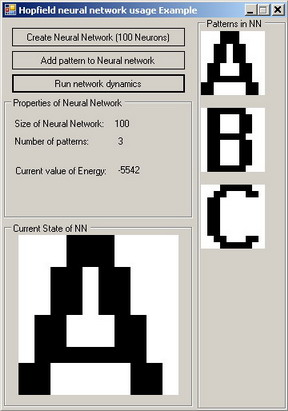 Hopfield neural network usage Example
Create Neural Network (100 Neurons)
Add pattern to Neural network
Run network dynamics
Properties of Neural Network
Size of Neural Network: 100
Number of patterns: 3
Current value of Energy: -5542
Current State of NN
A
Patterns in NN
A
B
C